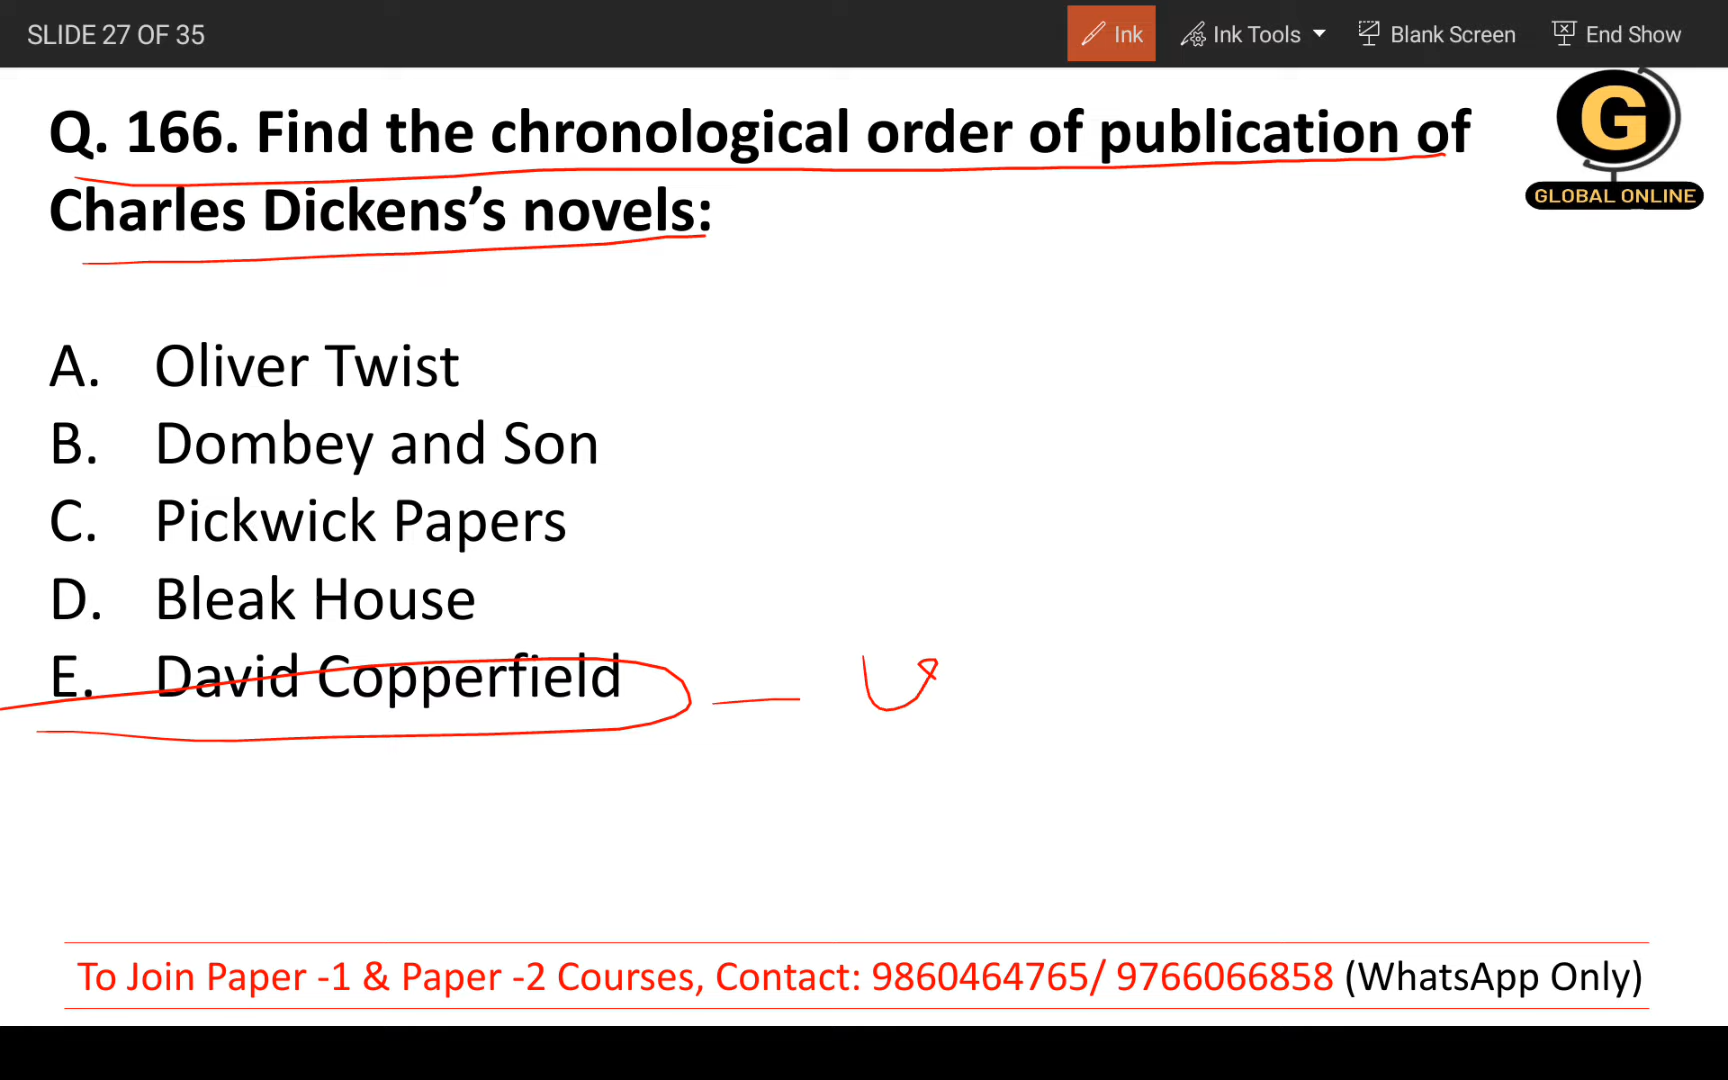 SLIDE 27 OF 35 Ink Ink Tools Blank Screen End Show
Q. 166. Find the chronological order of publication of
Charles Dickens’s novels:
G
GLOBAL ONLINE
A. Oliver Twist
B. Dombey and Son
C. Pickwick Papers
D. Bleak House
E. David Copperfield
To Join Paper -1 & Paper -2 Courses, Contact: 9860464765/ 9766066858 (WhatsApp Only)